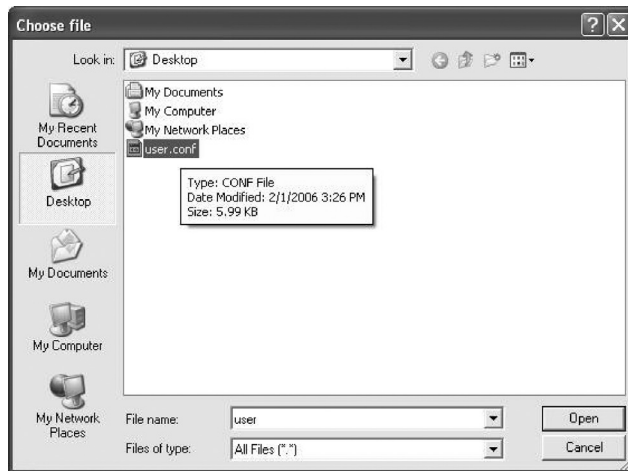 Choose file
Look in:
Desktop
My Recent
Documents
Desktop
My Documents
My Computer
My Network
Places
My Documents
My Computer
My Network Places
user.conf
Type: CONF File
Date Modified: 2/1/2006 3:26 PM
Size: 5.99 KB
File name:
user
Open
Files of type:
All Files (*.*)
Cancel